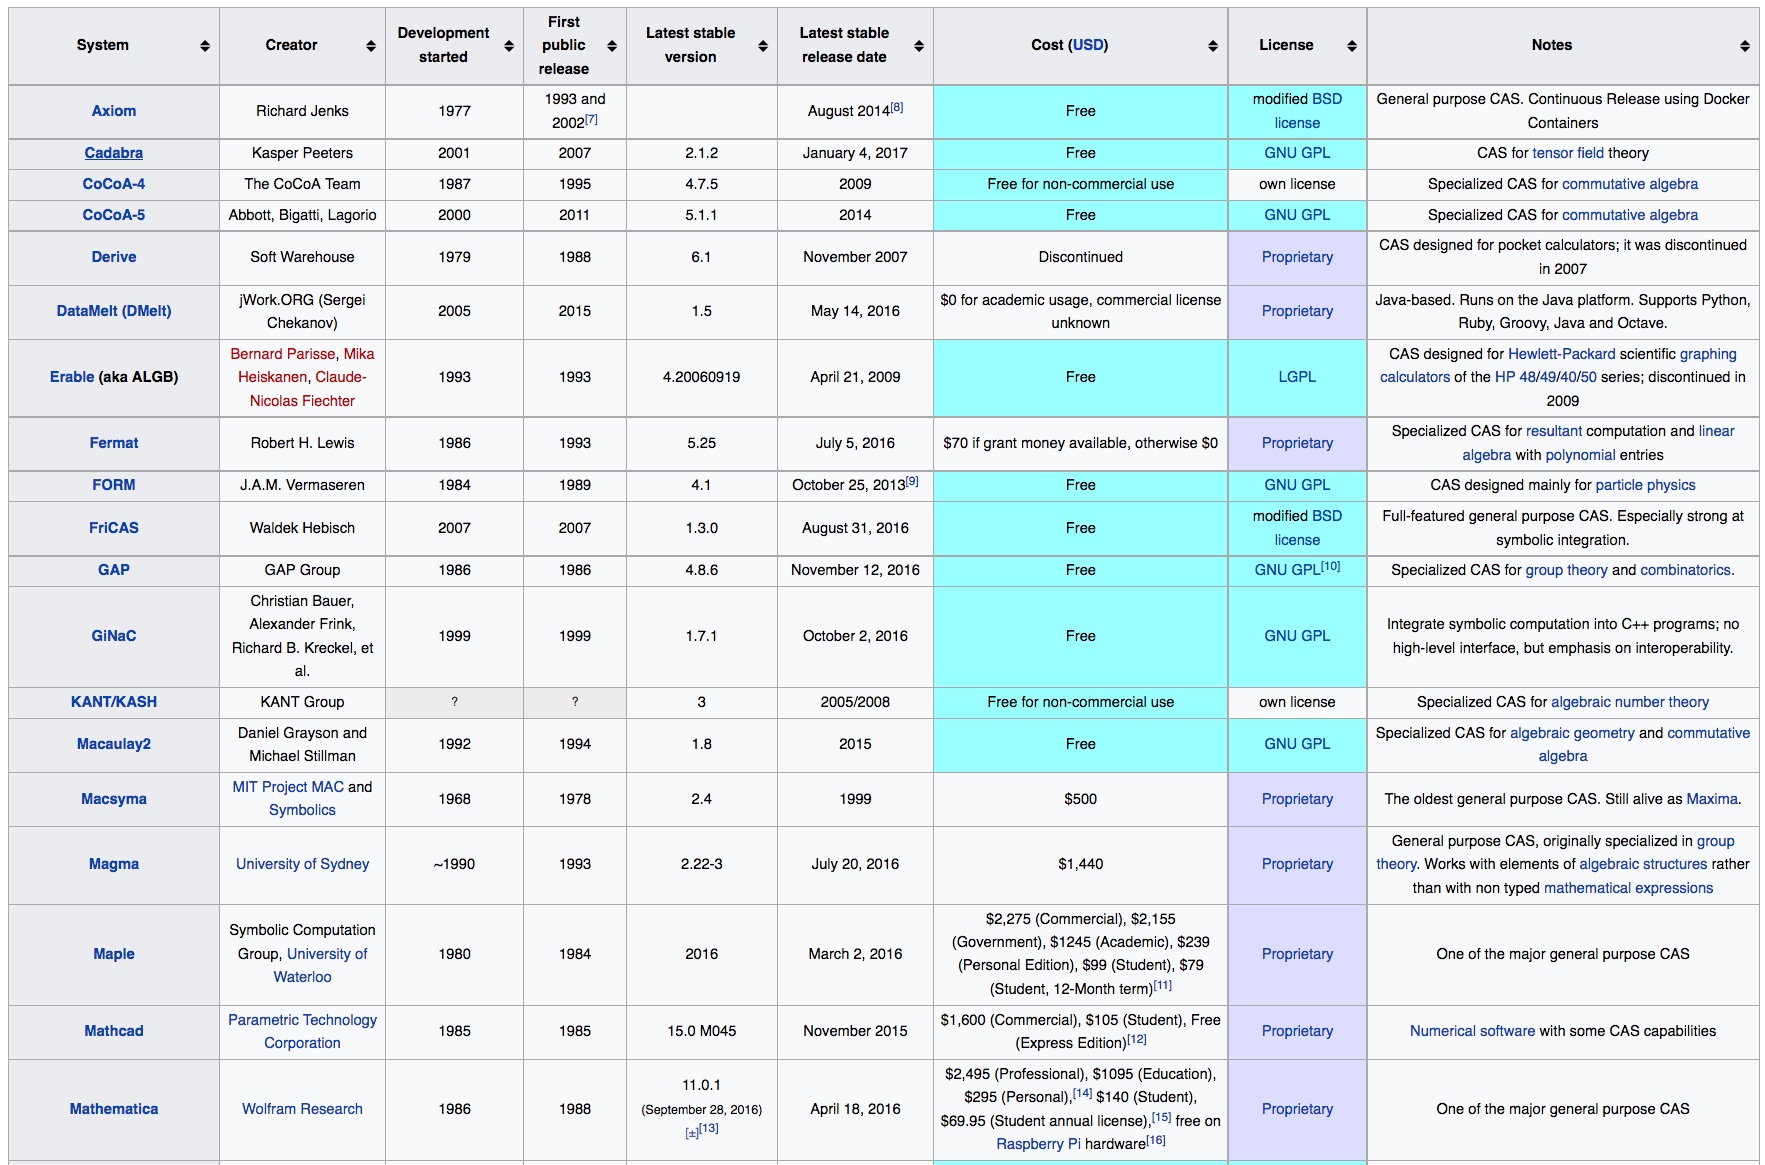 System
Creator
Development
started
First
public
release
Latest stable
version
Latest stable
release date
Cost (USD)
License
Notes
Axiom
Richard Jenks
1977
1993 and
2002[7]
August 2014[8]
Free
modified BSD
license
General purpose CAS. Continuous Release using Docker
Containers
Cadabra
Kasper Peeters
2001
2007
2.1.2
January 4, 2017
Free
GNU GPL
CAS for tensor field theory
CoCoA-4
The CoCoA Team
1987
1995
4.7.5
2009
Free for non-commercial use
own license
Specialized CAS for commutative algebra
CoCoA-5
Abbott, Bigatti, Lagorio
2000
2011
5.1.1
2014
Free
GNU GPL
Specialized CAS for commutative algebra
Derive
Soft Warehouse
1979
1988
6.1
November 2007
Discontinued
Proprietary
CAS designed for pocket calculators; it was discontinued
in 2007
DataMelt (DMelt)
jWork.ORG (Sergei
Chekanov)
2005
2015
1.5
May 14, 2016
$0 for academic usage, commercial license
unknown
Proprietary
Java-based. Runs on the Java platform. Supports Python,
Ruby, Groovy, Java and Octave.
Erable (aka ALGB)
Bernard Parisse, Mika
Heiskanen, Claude-
Nicolas Fiechter
1993
1993
4.20060919
April 21, 2009
Free
LGPL
CAS designed for Hewlett-Packard scientific graphing
calculators of the HP 48/49/40/50 series; discontinued in
2009
Fermat
Robert H. Lewis
1986
1993
5.25
July 5, 2016
$70 if grant money available, otherwise $0
Proprietary
Specialized CAS for resultant computation and linear
algebra with polynomial entries
FORM
J.A.M. Vermaseren
1984
1989
4.1
October 25, 2013[9]
Free
GNU GPL
CAS designed mainly for particle physics
FriCAS
Waldek Hebisch
2007
2007
1.3.0
August 31, 2016
Free
modified BSD
license
Full-featured general purpose CAS. Especially strong at
symbolic integration.
GAP
GAP Group
1986
1986
4.8.6
November 12, 2016
Free
GNU GPL[10]
Specialized CAS for group theory and combinatorics.
GiNaC
Christian Bauer,
Alexander Frink,
Richard B. Kreckel, et
al.
1999
1999
1.7.1
October 2, 2016
Free
GNU GPL
Integrate symbolic computation into C++ programs; no
high-level interface, but emphasis on interoperability.
KANT/KASH
KANT Group
?
?
3
2005/2008
Free for non-commercial use
own license
Specialized CAS for algebraic number theory
Macaulay2
Daniel Grayson and
Michael Stillman
1992
1994
1.8
2015
Free
GNU GPL
Specialized CAS for algebraic geometry and commutative
algebra
Macsyma
MIT Project MAC and
Symbolics
1968
1978
2.4
1999
$500
Proprietary
The oldest general purpose CAS. Still alive as Maxima.
Magma
University of Sydney
~1990
1993
2.22-3
July 20, 2016
$1,440
Proprietary
General purpose CAS, originally specialized in group
theory. Works with elements of algebraic structures rather
than with non typed mathematical expressions
Maple
Symbolic Computation
Group, University of
Waterloo
1980
1984
2016
March 2, 2016
$2,275 (Commercial), $2,155
(Government), $1245 (Academic), $239
(Personal Edition), $99 (Student), $79
(Student, 12-Month term)[11]
Proprietary
One of the major general purpose CAS
Mathcad
Parametric Technology
Corporation
1985
1985
15.0 M045
November 2015
$1,600 (Commercial), $105 (Student), Free
(Express Edition)[12]
Proprietary
Numerical software with some CAS capabilities
Mathematica
Wolfram Research
1986
1988
11.0.1
(September 28, 2016)
[±][13]
April 18, 2016
$2,495 (Professional), $1095 (Education),
$295 (Personal),[14] $140 (Student),
$69.95 (Student annual license),[15] free on
Raspberry Pi hardware[16]
Proprietary
One of the major general purpose CAS